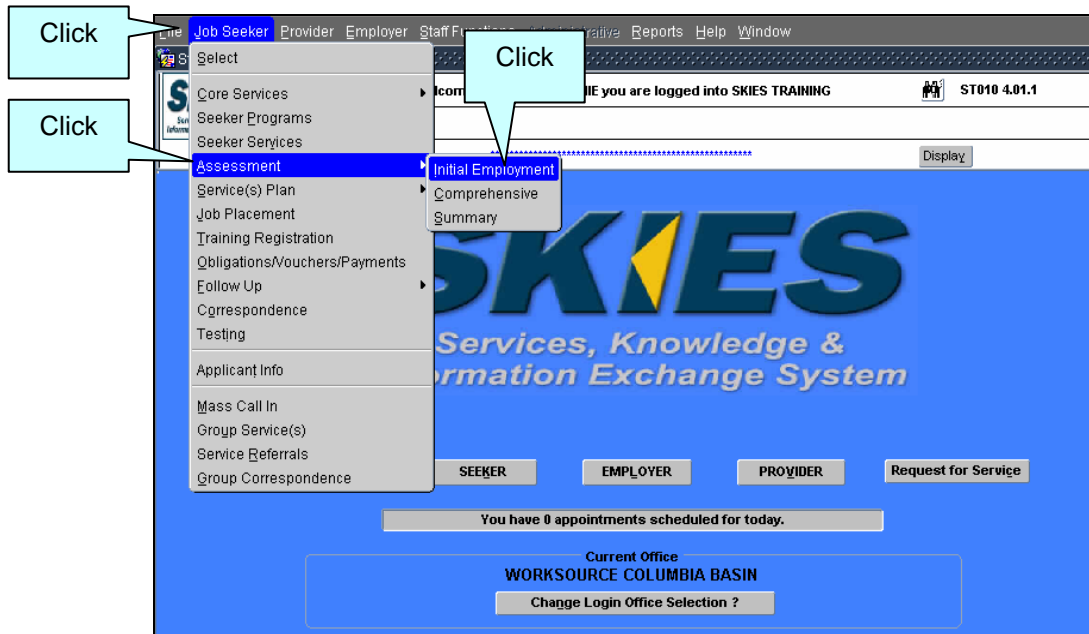 Click
Click
Click
File Job Seeker Provider Employer Staff Functions Administrative Reports Help Window
Select
Core Services
Seeker Programs
Seeker Services
Assessment
Service(s) Plan
Job Placement
Training Registration
Obligations/Vouchers/Payments
Follow Up
Correspondence
Testing
Applicant Info
Mass Call In
Group Service(s)
Service Referrals
Group Correspondence
Initial Employment
Comprehensive
Summary
you are logged into SKIES TRAINING
ST010 4.01.1
****************************************************
Display
SKIES
Services, Knowledge &
Exchange System
SEEKER EMPLOYER PROVIDER Request for Service
You have 0 appointments scheduled for today.
Current Office
WORKSOURCE COLUMBIA BASIN
Change Login Office Selection ?